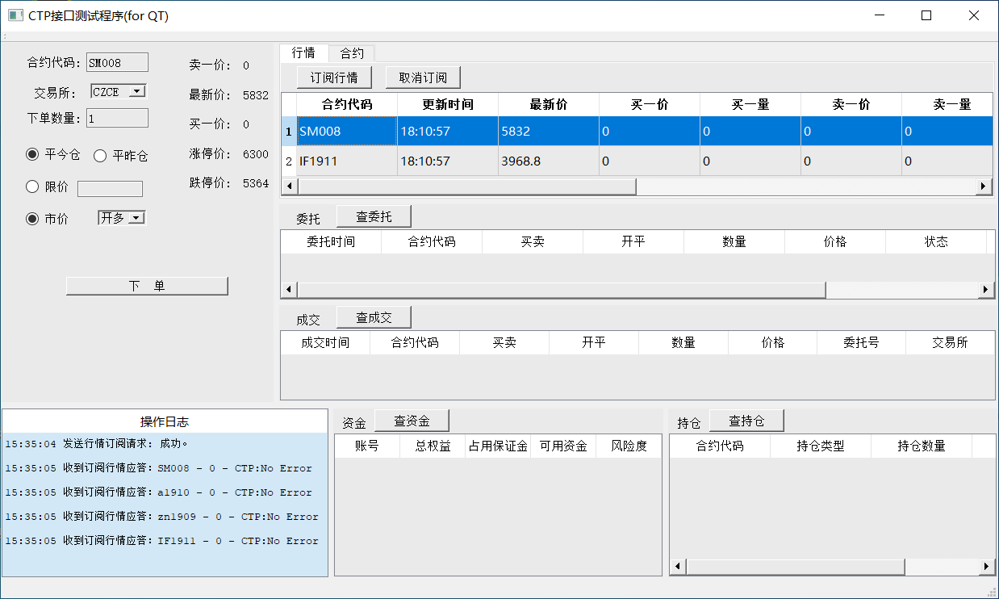 CTP接口测试程序(for QT)
合约代码: SM008
交易所: CZCE
下单数量: 1
平今仓 平昨仓
限价
市价 开多
下 单
卖一价: 0
最新价: 5832
买一价: 0
涨停价: 6300
跌停价: 5364
行情 合约
订阅行情 取消订阅
合约代码 更新时间 最新价 买一价 买一量 卖一价 卖一量
1 SM008 18:10:57 5832 0 0 0 0
2 IF1911 18:10:57 3968.8 0 0 0 0
委托 查委托
委托时间 合约代码 买卖 开平 数量 价格 状态
成交 查成交
成交时间 合约代码 买卖 开平 数量 价格 委托号 交易所
操作日志
15:35:04 发送行情订阅请求: 成功。
15:35:05 收到订阅行情应答: SM008 - 0 - CTP:No Error
15:35:05 收到订阅行情应答: a1910 - 0 - CTP:No Error
15:35:05 收到订阅行情应答: zn1909 - 0 - CTP:No Error
15:35:05 收到订阅行情应答: IF1911 - 0 - CTP:No Error
资金 查资金
账号 总权益 占用保证金 可用资金 风险度
持仓 查持仓
合约代码 持仓类型 持仓数量